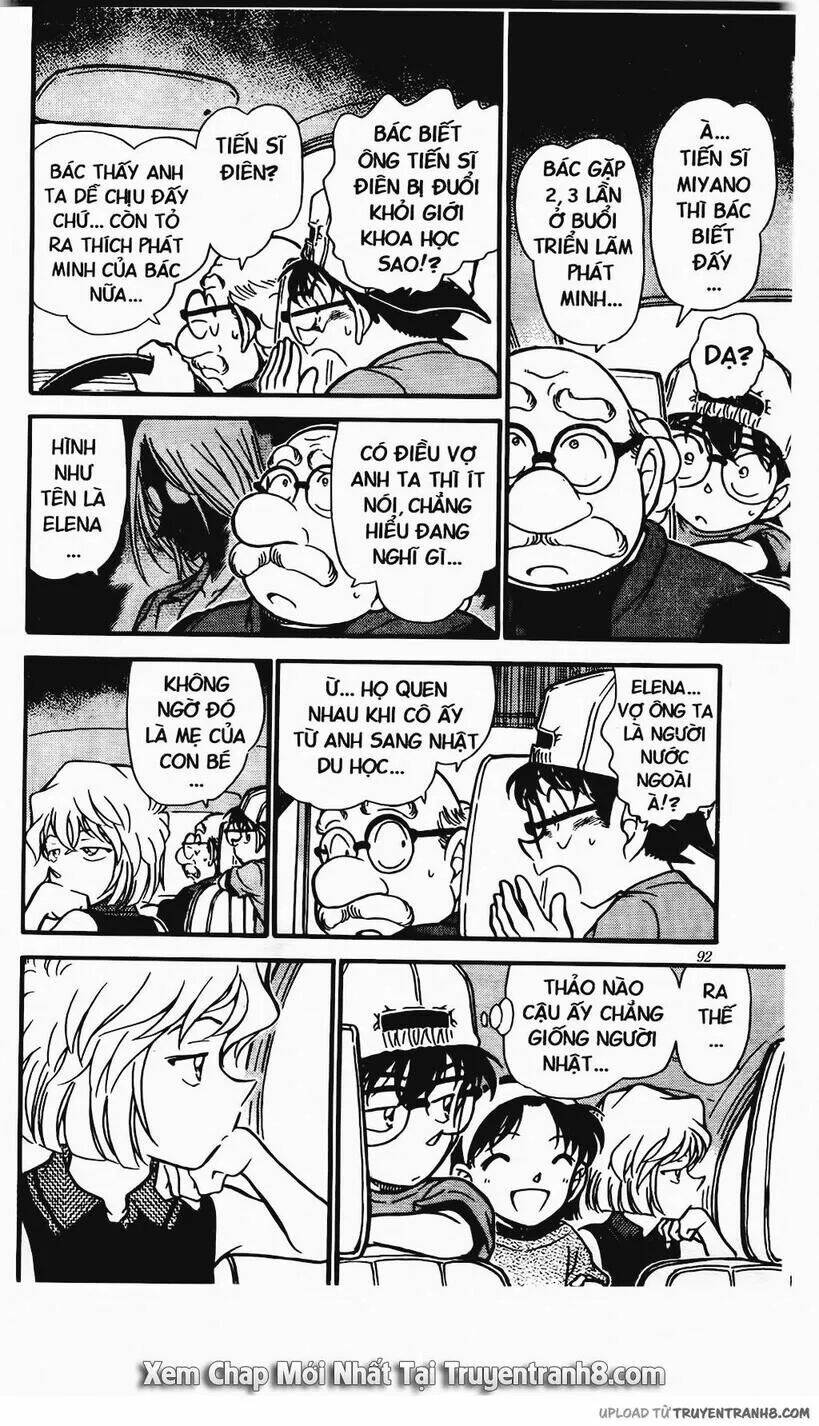 À...
TIẾN SĨ
MIYANO
THÌ BÁC
BIẾT
ĐẤY
...
BÁC GẶP
2, 3 LẦN
Ở BUỔI
TRIỂN LÃM
PHÁT
MINH...
DẠ?
BÁC BIẾT
ÔNG TIẾN SĨ
ĐIÊN BỊ ĐUỔI
KHỎI GIỚI
KHOA HỌC
SAO!?
TIẾN SĨ
ĐIÊN?
BÁC THẤY ANH
TA DỄ CHỊU ĐẤY
CHỨ... CÒN TỎ
RA THÍCH PHÁT
MINH CỦA BÁC
NỮA...
CÓ ĐIỀU VỢ
ANH TA THÌ ÍT
NÓI, CHẲNG
HIỂU ĐANG
NGHĨ GÌ...
HÌNH
NHƯ
TÊN LÀ
ELENA
...
ELENA...
VỢ ÔNG TA
LÀ NGƯỜI
NƯỚC
NGOÀI
À!?
Ừ... HỌ QUEN
NHAU KHI CÔ ẤY
TỪ ANH SANG NHẬT
DU HỌC...
KHÔNG
NGỜ ĐÓ
LÀ MẸ CỦA
CON BÉ
...
92
RA
THẾ
...
THẢO NÀO
CẬU ẤY CHẲNG
GIỐNG NGƯỜI
NHẬT...
Xem Chap Mới Nhất Tại Truyentranh8.com
UPLOAD TỪ TRUYENTRANH8.COM